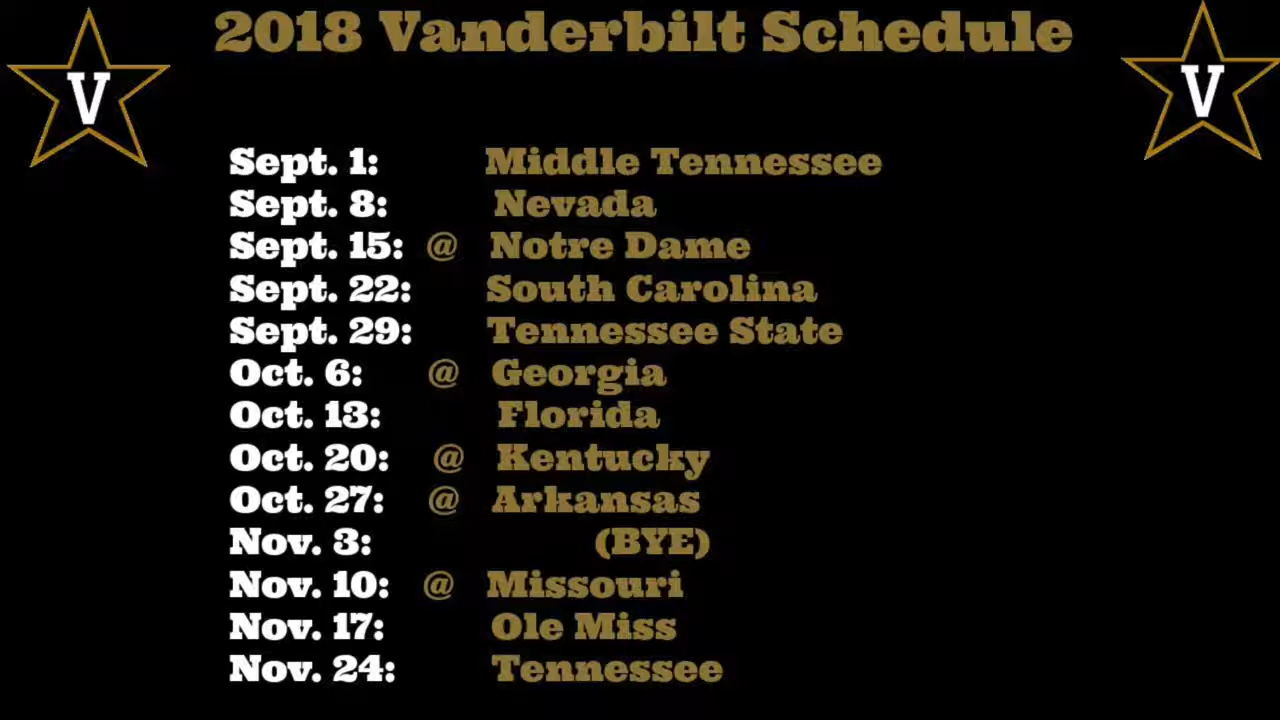 2018 Vanderbilt Schedule
V V
Sept. 1: Middle Tennessee
Sept. 8: Nevada
Sept. 15: @ Notre Dame
Sept. 22: South Carolina
Sept. 29: Tennessee State
Oct. 6: @ Georgia
Oct. 13: Florida
Oct. 20: @ Kentucky
Oct. 27: @ Arkansas
Nov. 3: (BYE)
Nov. 10: @ Missouri
Nov. 17: Ole Miss
Nov. 24: Tennessee